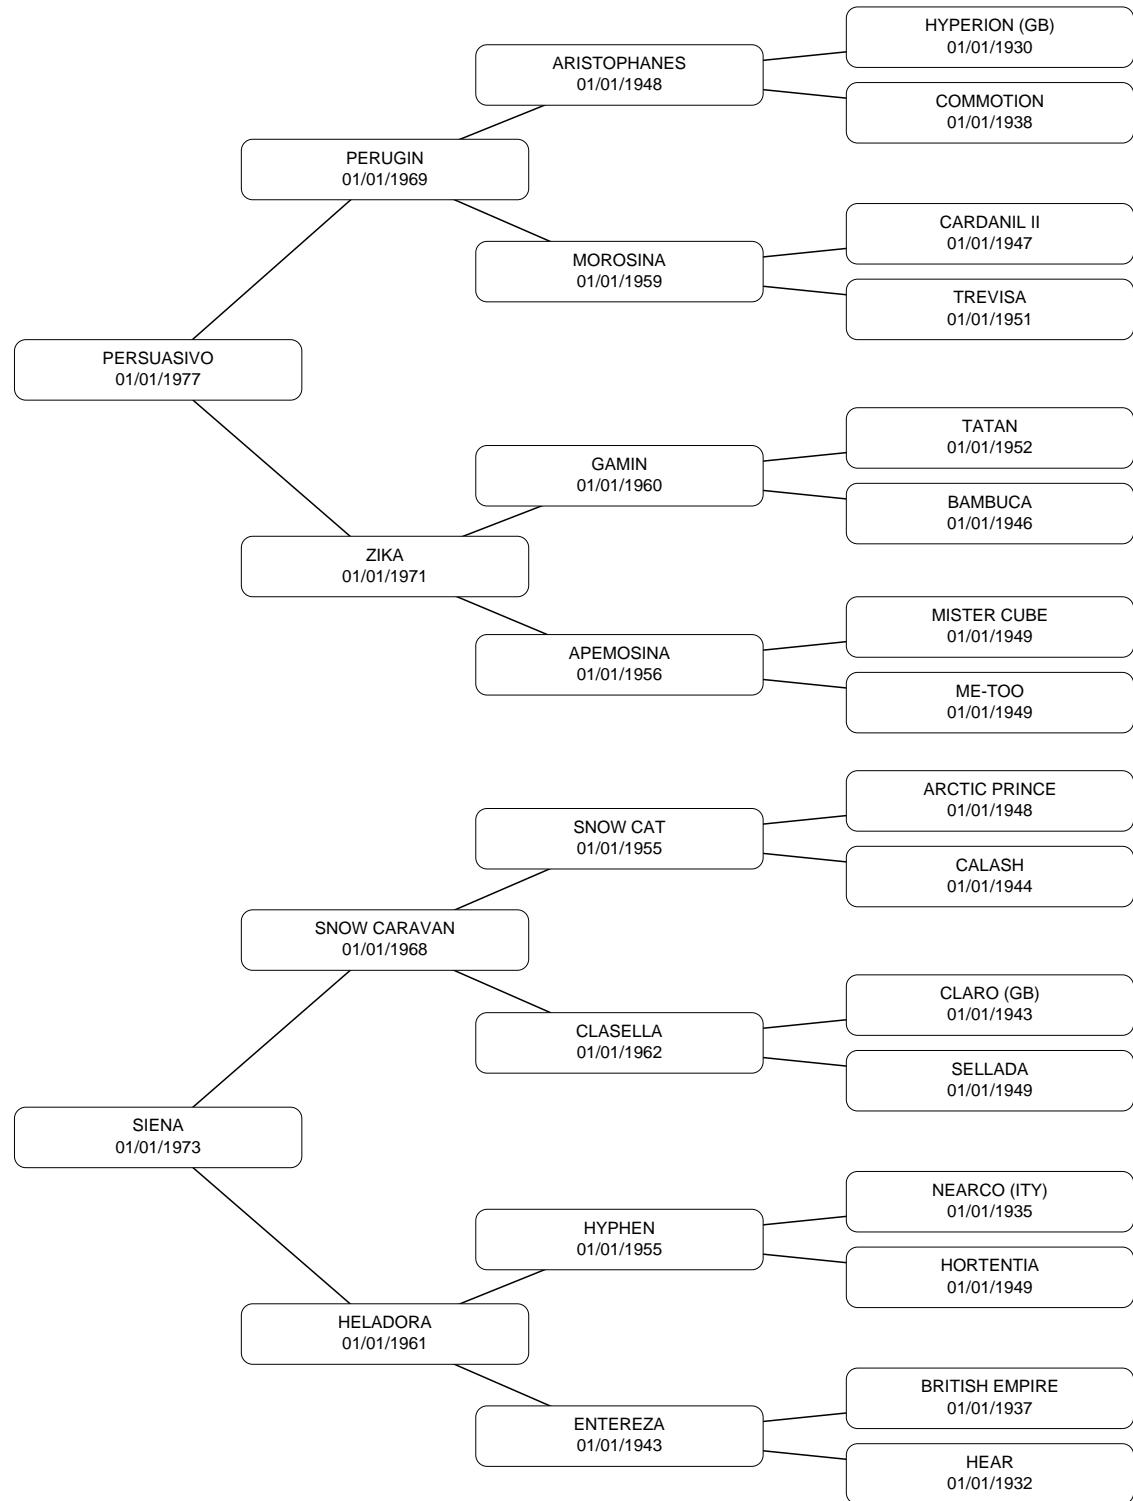 HYPERION (GB)
01/01/1930
ARISTOPHANES
01/01/1948
COMMOTION
01/01/1938
PERUGIN
01/01/1969
CARDANIL II
01/01/1947
MOROSINA
01/01/1959
TREVISA
01/01/1951
PERSUASIVO
01/01/1977
TATAN
01/01/1952
GAMIN
01/01/1960
BAMBUCA
01/01/1946
ZIKA
01/01/1971
MISTER CUBE
01/01/1949
APEMOSINA
01/01/1956
ME-TOO
01/01/1949
ARCTIC PRINCE
01/01/1948
SNOW CAT
01/01/1955
CALASH
01/01/1944
SNOW CARAVAN
01/01/1968
CLARO (GB)
01/01/1943
CLASELLA
01/01/1962
SELLADA
01/01/1949
SIENA
01/01/1973
NEARCO (ITY)
01/01/1935
HYPHEN
01/01/1955
HORTENTIA
01/01/1949
HELADORA
01/01/1961
BRITISH EMPIRE
01/01/1937
ENTEREZA
01/01/1943
HEAR
01/01/1932